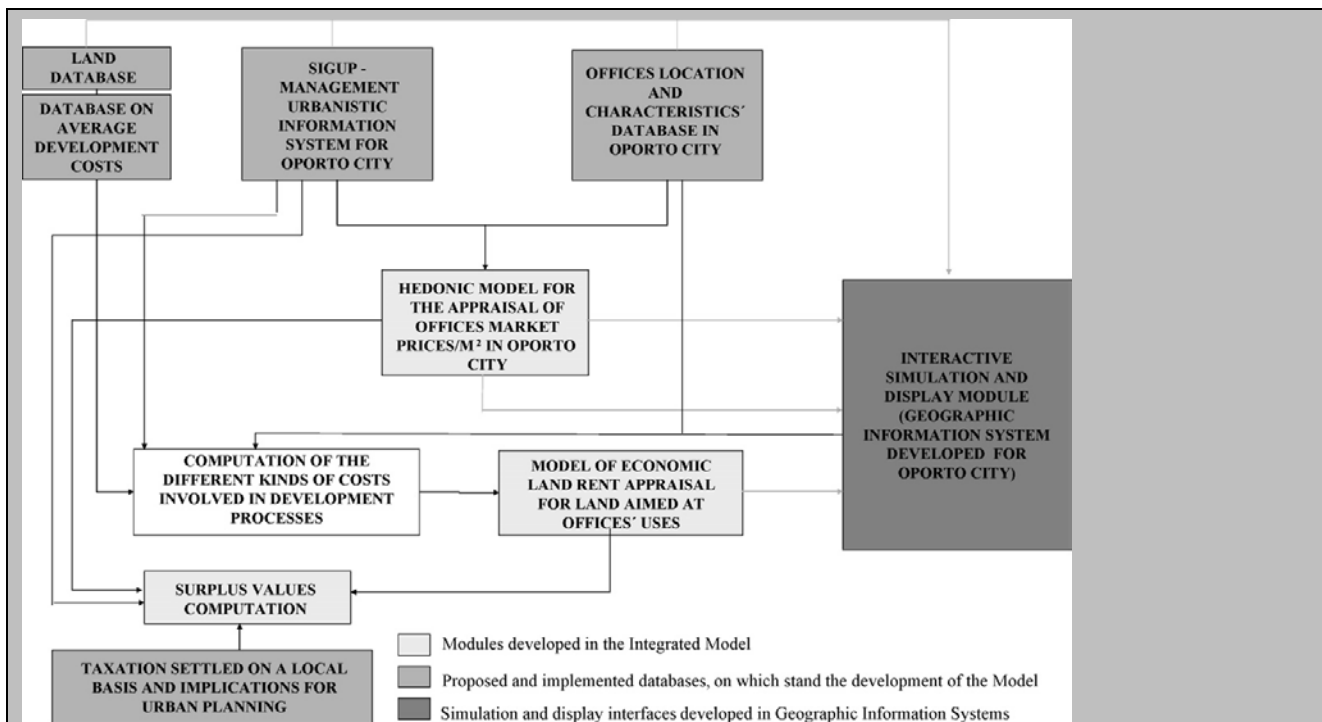 LAND
DATABASE
DATABASE ON
AVERAGE
DEVELOPMENT
COSTS
SIGUP -
MANAGEMENT
URBANISTIC
INFORMATION
SYSTEM FOR
OPORTO CITY
OFFICES LOCATION
AND
CHARACTERISTICS´
DATABASE IN
OPORTO CITY
HEDONIC MODEL FOR
THE APPRAISAL OF
OFFICES MARKET
PRICES/M² IN OPORTO
CITY
INTERACTIVE
SIMULATION AND
DISPLAY MODULE
(GEOGRAPHIC
INFORMATION SYSTEM
DEVELOPED FOR
OPORTO CITY)
COMPUTATION OF THE
DIFFERENT KINDS OF COSTS
INVOLVED IN DEVELOPMENT
PROCESSES
MODEL OF ECONOMIC
LAND RENT APPRAISAL
FOR LAND AIMED AT
OFFICES´ USES
SURPLUS VALUES
COMPUTATION
TAXATION SETTLED ON A LOCAL
BASIS AND IMPLICATIONS FOR
URBAN PLANNING
Modules developed in the Integrated Model
Proposed and implemented databases, on which stand the development of the Model
Simulation and display interfaces developed in Geographic Information Systems